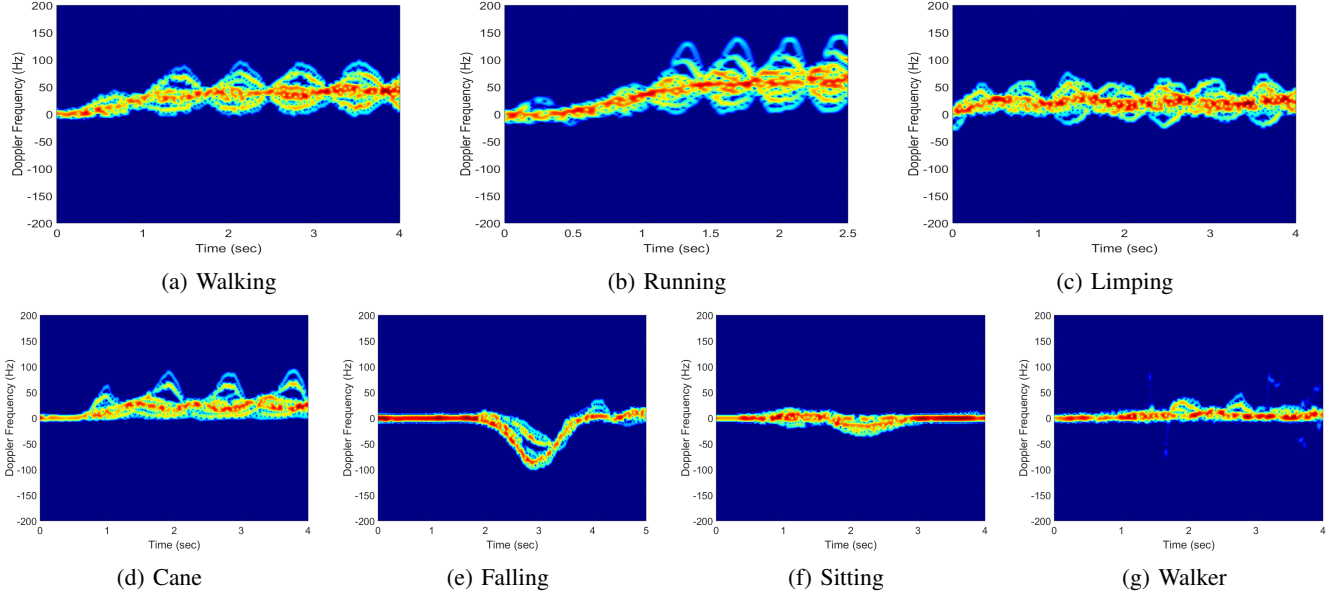 200
150
100
50
0
-50
-100
-150
-200
Doppler Frequency (Hz)
0 1 2 3 4
Time (sec)
(a) Walking
200
150
100
50
0
-50
-100
-150
-200
Doppler Frequency (Hz)
0 0.5 1 1.5 2 2.5
Time (sec)
(b) Running
200
150
100
50
0
-50
-100
-150
-200
Doppler Frequency (Hz)
0 1 2 3 4
Time (sec)
(c) Limping
200
150
100
50
0
-50
-100
-150
-200
Doppler Frequency (Hz)
0 1 2 3 4
Time (sec)
(d) Cane
200
150
100
50
0
-50
-100
-150
-200
Doppler Frequency (Hz)
0 1 2 3 4 5
Time (sec)
(e) Falling
200
150
100
50
0
-50
-100
-150
-200
Doppler Frequency (Hz)
0 1 2 3 4
Time (sec)
(f) Sitting
200
150
100
50
0
-50
-100
-150
-200
Doppler Frequency (Hz)
0 1 2 3 4
Time (sec)
(g) Walker